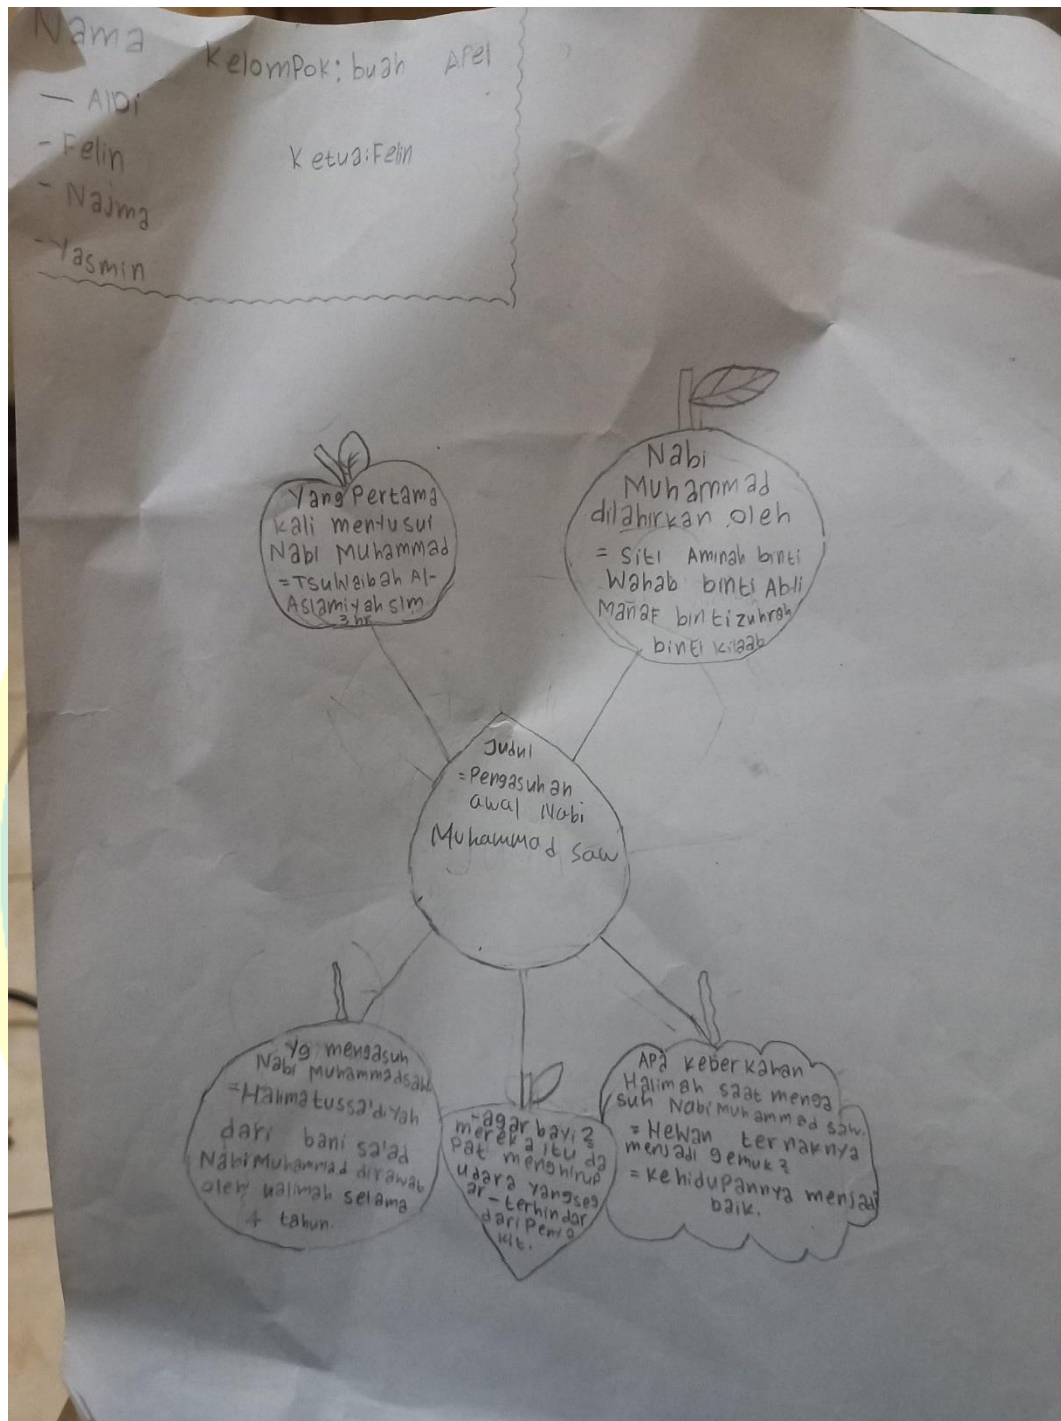 Nama
Kelompok: buah Apel
- AlDi
- Felin
Ketua:Felin
- Najma
- Yasmin
Yang Pertama
kali menyusui
Nabi Muhammad
= Tsuwaibah Al-
Aslamiyah slm
3 hr
Nabi
Muhammad
dilahirkan oleh
= Siti Aminah binti
Wahab binti Abdi
Manaf binti zuhrah
binti kilaab
Judul
= Pengasuhan
awal Nabi
Muhammad Saw
Yg mengasuh
Nabi Muhammad saw
= Halimatussa'diyah
dari bani sa'ad
Nabi Muhammad dirawat
oleh halimah selama
4 tahun.
- agar bayi2
mereka itu da
pat menghirup
udara yang seg
ar - terhindar
dari Penya
kit.
Apa keberkahan
Halimah saat menga
suh Nabi Muhammad saw.
= Hewan ternaknya
menjadi gemuk2
= kehidupannya menjadi
baik.